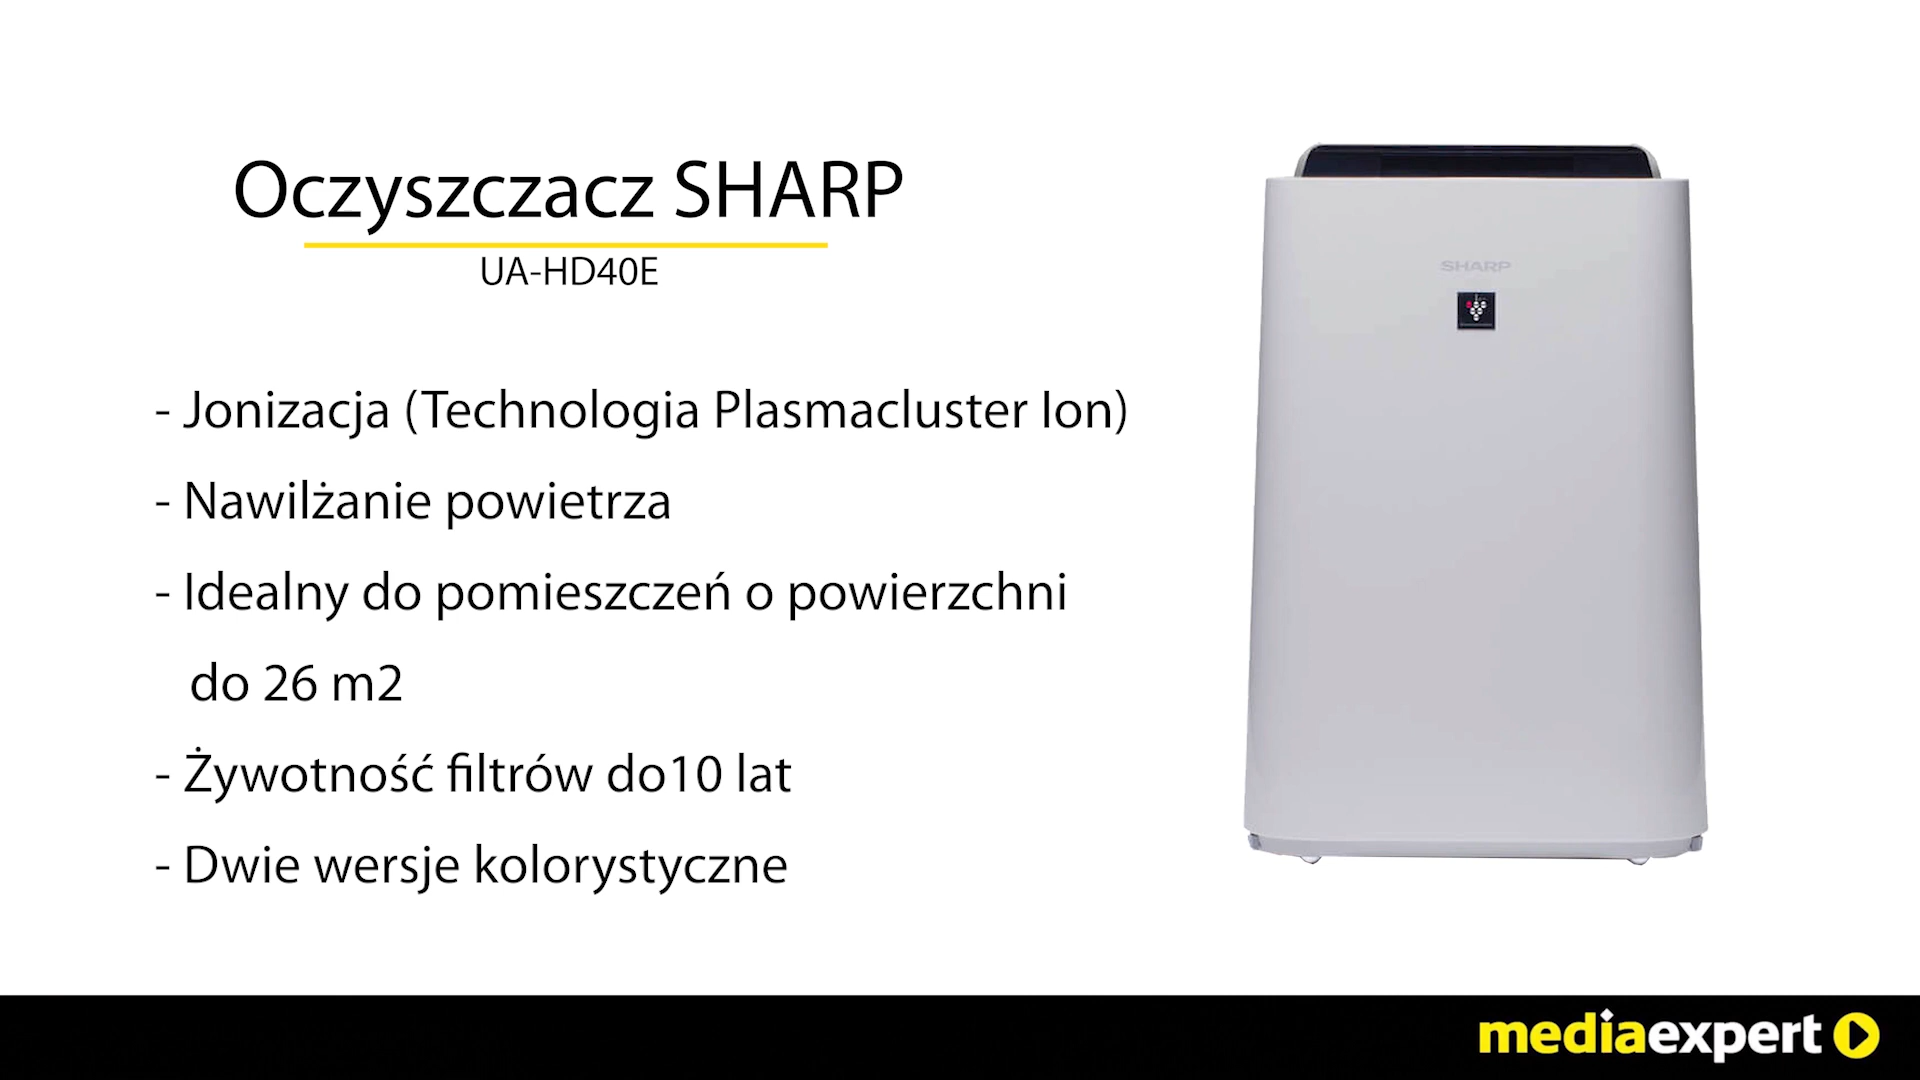 Oczyszczacz SHARP
UA-HD40E
- Jonizacja (Technologia Plasmacluster Ion)
- Nawilżanie powietrza
- Idealny do pomieszczeń o powierzchni
do 26 m2
- Żywotność filtrów do10 lat
- Dwie wersje kolorystyczne
SHARP
mediaexpert